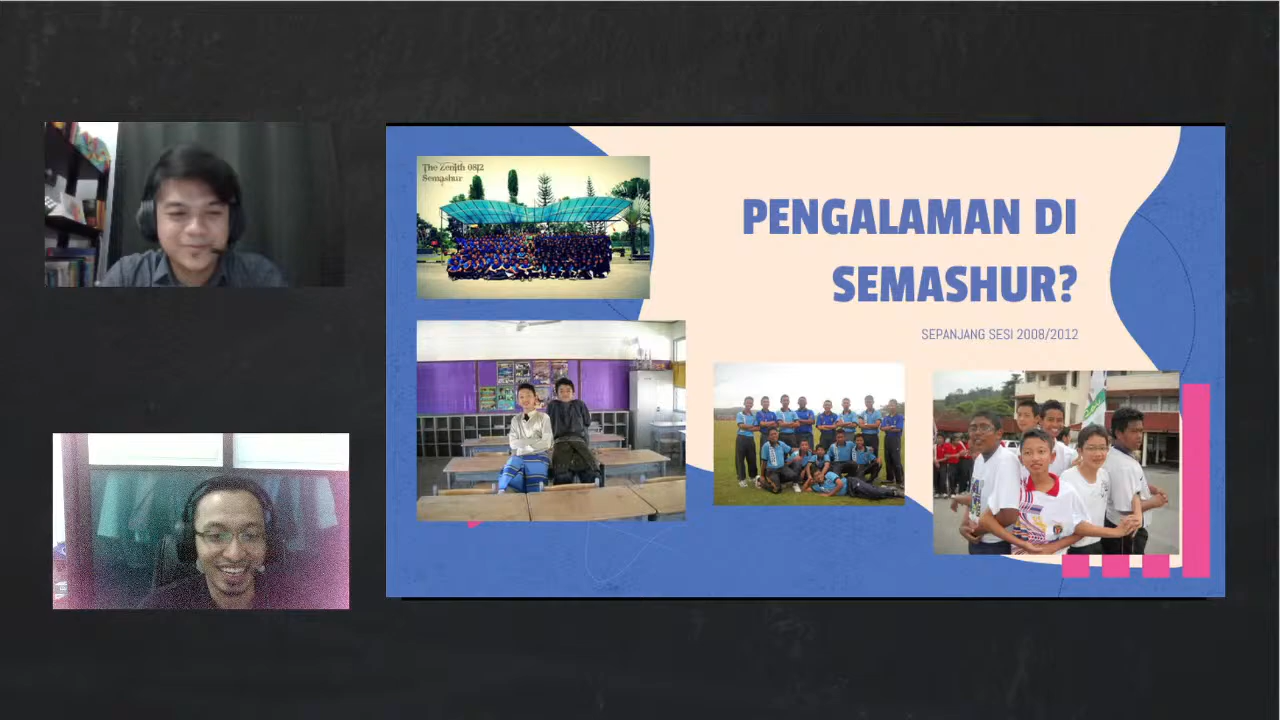 The Zenith 0812
Semashur
PENGALAMAN DI
SEMASHUR?
SEPANJANG SESI 2008/2012